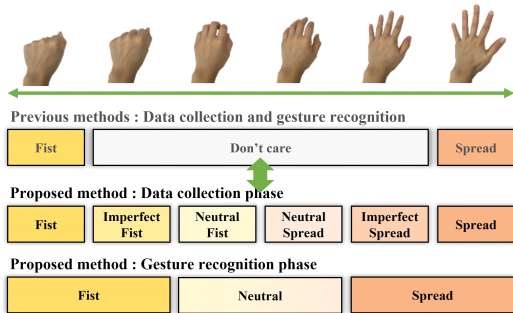 Previous methods : Data collection and gesture recognition
Fist Don't care Spread
Proposed method : Data collection phase
Fist Imperfect Fist Neutral Fist Neutral Spread Imperfect Spread Spread
Proposed method : Gesture recognition phase
Fist Neutral Spread